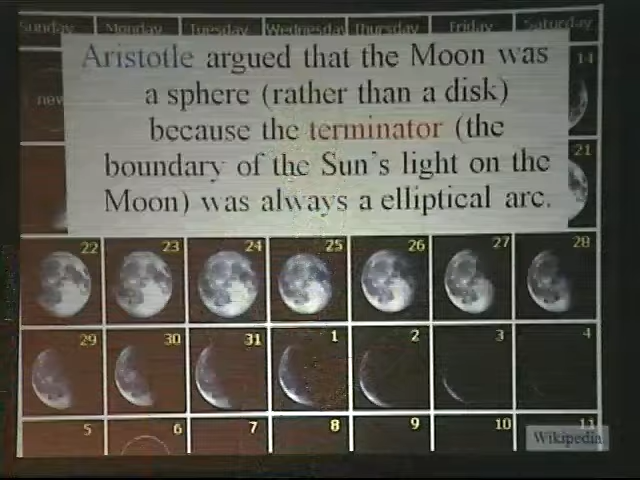 Sunday Monday Tuesday Wednesday Thursday Friday Saturday
Aristotle argued that the Moon was
a sphere (rather than a disk)
because the terminator (the
boundary of the Sun's light on the
Moon) was always a elliptical arc.
new
14
21
22 23 24 25 26 27 28
29 30 31 1 2 3 4
5 6 7 8 9 10 11
Wikipedia